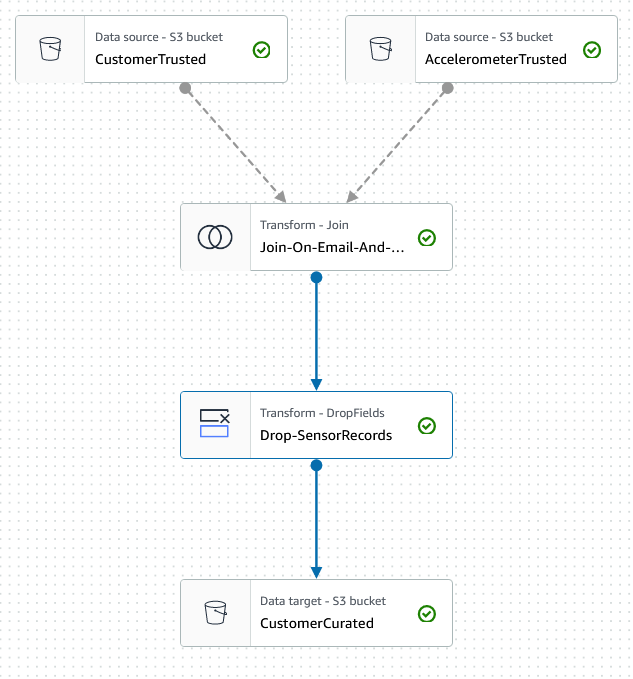 Data source - S3 bucket
CustomerTrusted
Data source - S3 bucket
AccelerometerTrusted
Transform - Join
Join-On-Email-And-...
Transform - DropFields
Drop-SensorRecords
Data target - S3 bucket
CustomerCurated